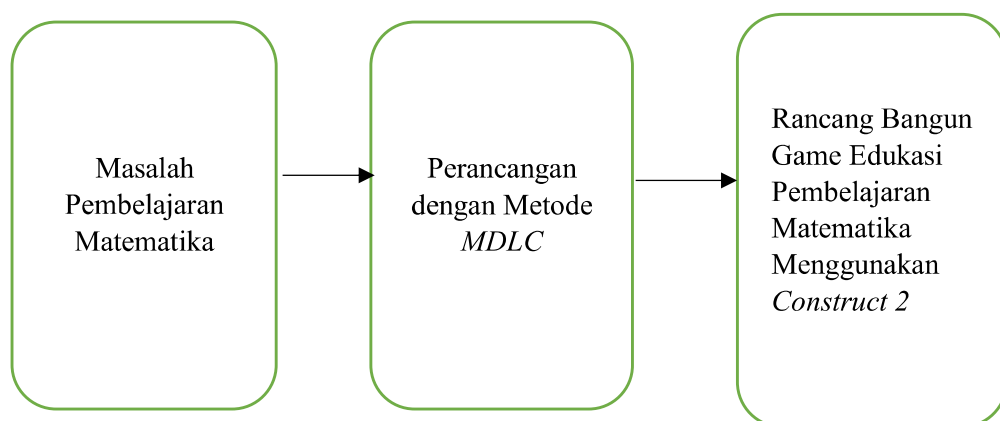 Masalah
Pembelajaran
Matematika
Perancangan
dengan Metode
MDLC
Rancang Bangun
Game Edukasi
Pembelajaran
Matematika
Menggunakan
Construct 2